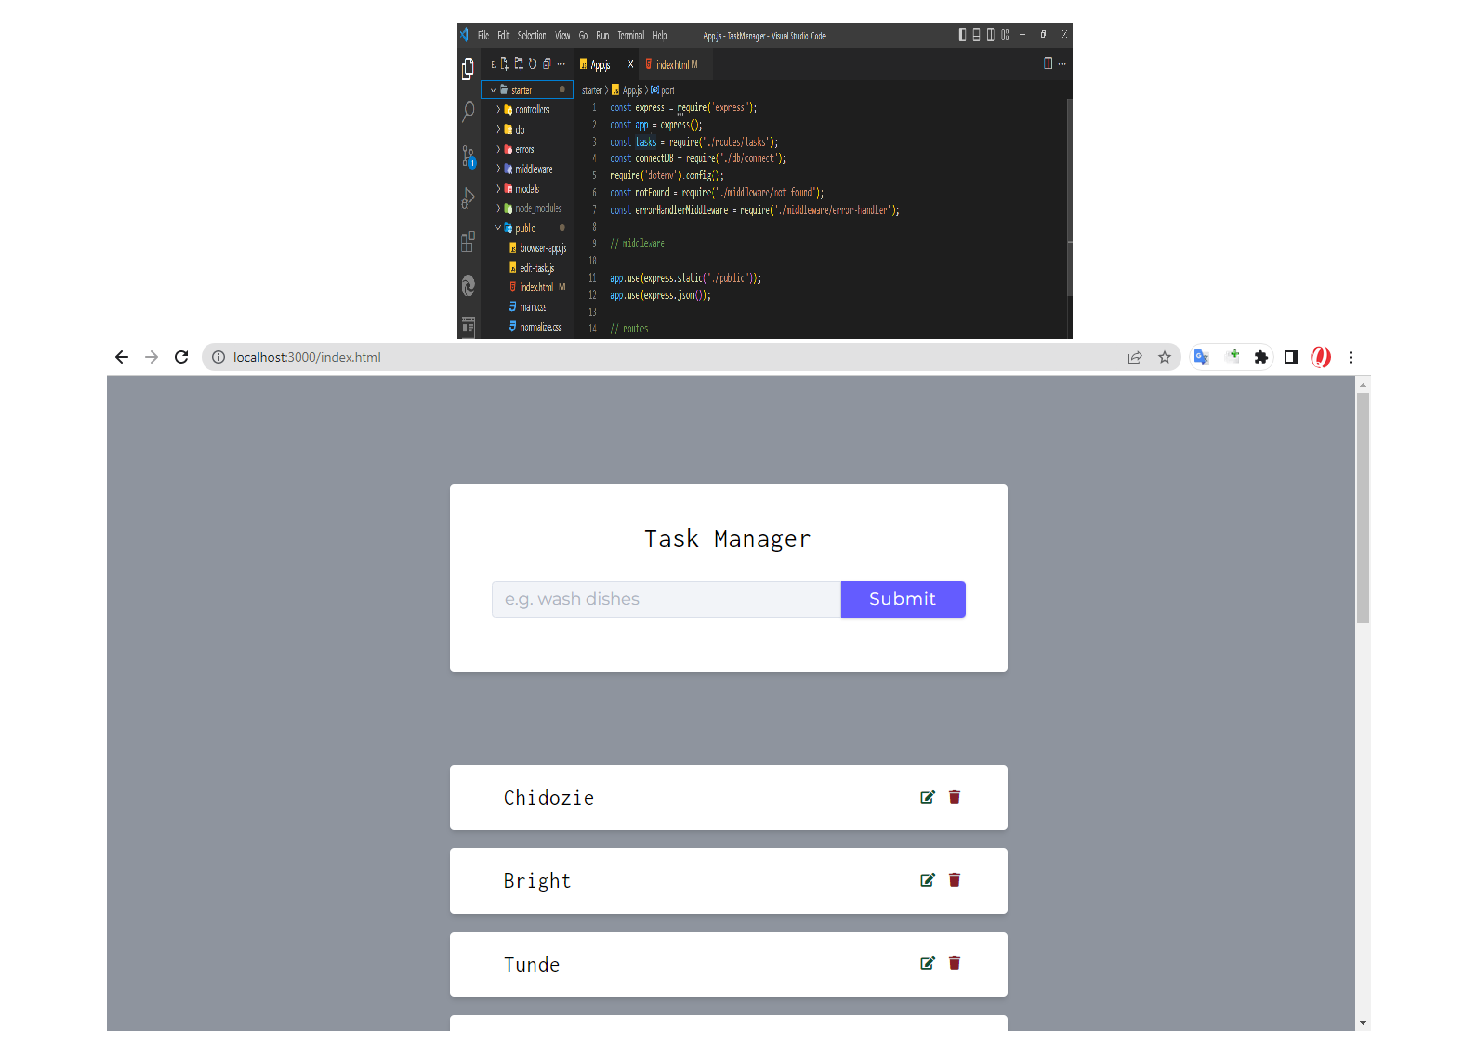 File Edit Selection View Go Run Terminal Help App.js - TaskManager - Visual Studio Code
E. App.js index.html M
starter
starter > App.js > port
controllers
db
errors
middleware
models
node_modules
public
browser-app.js
edit-task.js
index.html M
main.css
normalize.css
1
1 const express = require('express');
2 const app = express();
3 const tasks = require('./routes/tasks');
4 const connectDB = require('./db/connect');
5 require('dotenv').config();
6 const notFound = require('./middleware/not-found');
7 const errorHandlerMiddleware = require('./middleware/error-handler');
8
9 // middleware
10
11 app.use(express.static('./public'));
12 app.use(express.json());
13
14 // routes
localhost:3000/index.html
Task Manager
e.g. wash dishes Submit
Chidozie
Bright
Tunde